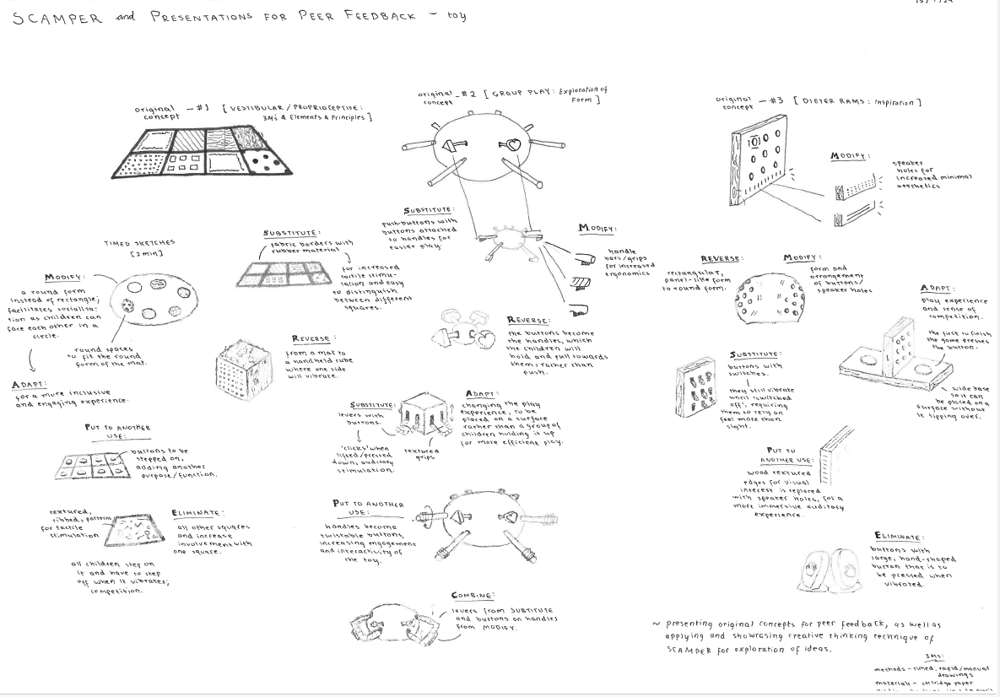 SCAMPER and PRESENTATIONS FOR PEER FEEDBACK - toy
original concept - #1 [VESTIBULAR / PROPRIOCEPTIVE:
3M's & Elements & Principles]
TIMED SKETCHES
[2min]
MODIFY:
a round form
instead of rectangle;
facilitates socialisa-
tion as children can
face each other in a
circle.
round spaces
to fit the round
form of the mat.
ADAPT:
for a more inclusive
and engaging experience.
SUBSTITUTE:
fabric borders with
rubber material
for increased
tactile stimu-
lation and easy
to distinguish
between different
squares.
REVERSE:
from a mat to
a handheld cube
where one side
will vibrate.
PUT TO ANOTHER
USE:
buttons to be
stepped on,
adding another
purpose/function.
textured,
ribbed, patterns
for tactile
stimulation
ELIMINATE:
all other squares
and increase
involvement with
one square.
all children step on
it and have to step
off when it vibrates;
competition.
original concept - #2 [GROUP PLAY: Exploration of
Form]
SUBSTITUTE:
push-buttons with
buttons attached
to handles for
easier play.
MODIFY:
handle
bars/grips
for increased
ergonomics
REVERSE:
the buttons become
the handles, which
the children will
hold and pull towards
them, rather than
push.
SUBSTITUTE:
levers with
buttons.
'clicks' when
lifted/pressed
down, auditory
stimulation.
textured
grips
ADAPT:
changing the play
experience, to be
placed on a surface
rather than a group of
children holding it up
for more efficient play.
PUT TO ANOTHER
USE:
handles become
twistable buttons,
increasing engagement
and interactivity of
the toy.
COMBINE:
levers from SUBSTITUTE
and buttons on handles
from MODIFY.
original concept - #3 [DIETER RAMS: Inspiration]
MODIFY:
speaker
holes for
increased minimal
aesthetics
REVERSE:
rectangular,
panel-like form
to round form.
MODIFY:
form and
arrangement
of buttons/
speaker holes
ADAPT:
play experience
and sense of
competition.
the first to finish
the game presses
the button.
wide base
so it can
be placed on a
surface without
it tipping over.
SUBSTITUTE:
buttons with
switches.
they still vibrate
until 'switched
off', requiring
them to rely on
feel more than
sight.
PUT TO
ANOTHER USE:
wood textured
edges for visual
interest is replaced
with speaker holes, for a
more immersive auditory
experience.
ELIMINATE:
buttons with
large, hand-shaped
button that is to
be pressed when
vibrated.
~ presenting original concepts for peer feedback, as well as
applying and showcasing creative thinking technique of
SCAMPER for exploration of ideas.
3Ms:
methods - timed, rapid/manual
drawings
materials - cartridge paper